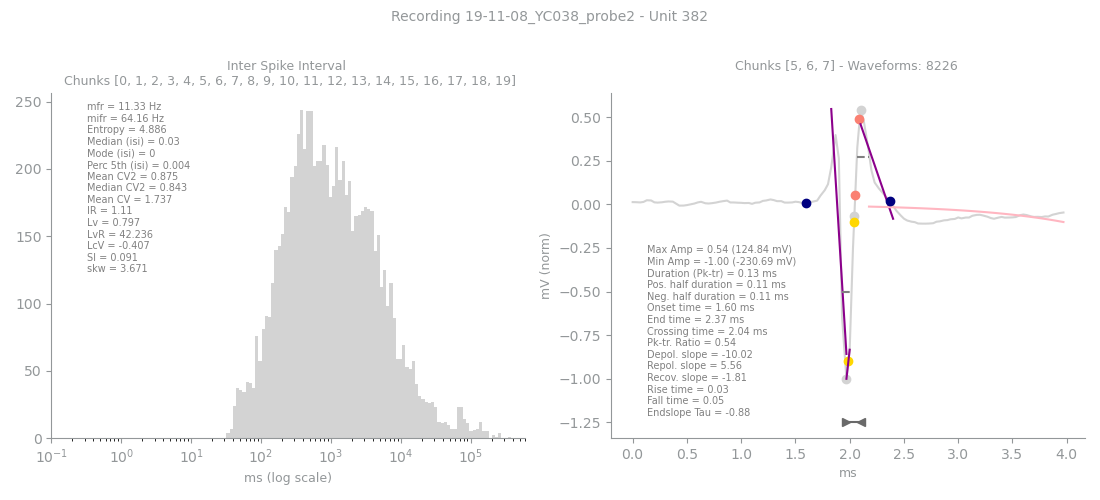 Recording 19-11-08_YC038_probe2 - Unit 382
Inter Spike Interval
Chunks [0, 1, 2, 3, 4, 5, 6, 7, 8, 9, 10, 11, 12, 13, 14, 15, 16, 17, 18, 19]
250
200
150
100
50
0
mfr = 11.33 Hz
mifr = 64.16 Hz
Entropy = 4.886
Median (isi) = 0.03
Mode (isi) = 0
Perc 5th (isi) = 0.004
Mean CV2 = 0.875
Median CV2 = 0.843
Mean CV = 1.737
IR = 1.11
Lv = 0.797
LvR = 42.236
LcV = -0.407
SI = 0.091
skw = 3.671
10⁻¹ 10⁰ 10¹ 10² 10³ 10⁴ 10⁵
ms (log scale)
Chunks [5, 6, 7] - Waveforms: 8226
mV (norm)
0.50
0.25
0.00
−0.25
−0.50
−0.75
−1.00
−1.25
Max Amp = 0.54 (124.84 mV)
Min Amp = -1.00 (-230.69 mV)
Duration (Pk-tr) = 0.13 ms
Pos. half duration = 0.11 ms
Neg. half duration = 0.11 ms
Onset time = 1.60 ms
End time = 2.37 ms
Crossing time = 2.04 ms
Pk-tr. Ratio = 0.54
Depol. slope = -10.02
Repol. slope = 5.56
Recov. slope = -1.81
Rise time = 0.03
Fall time = 0.05
Endslope Tau = -0.88
0.0 0.5 1.0 1.5 2.0 2.5 3.0 3.5 4.0
ms